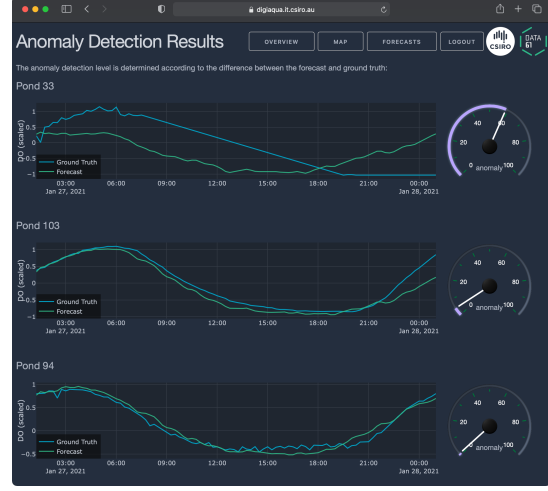 digiaqua.it.csiro.au
Anomaly Detection Results
OVERVIEW
MAP
FORECASTS
LOGOUT
CSIRO
DATA
61
The anomaly detection level is determined according to the difference between the forecast and ground truth:
Pond 33
DO (scaled)
1
0.5
0
−0.5
−1
Ground Truth
Forecast
03:00 06:00 09:00 12:00 15:00 18:00 21:00 00:00
Jan 27, 2021 Jan 28, 2021
0 20 40 60 80 100
anomaly
Pond 103
DO (scaled)
1
0.5
0
−0.5
−1
Ground Truth
Forecast
03:00 06:00 09:00 12:00 15:00 18:00 21:00 00:00
Jan 27, 2021 Jan 28, 2021
0 20 40 60 80 100
anomaly
Pond 94
DO (scaled)
1
0.5
0
−0.5
Ground Truth
Forecast
03:00 06:00 09:00 12:00 15:00 18:00 21:00 00:00
Jan 27, 2021 Jan 28, 2021
0 20 40 60 80 100
anomaly